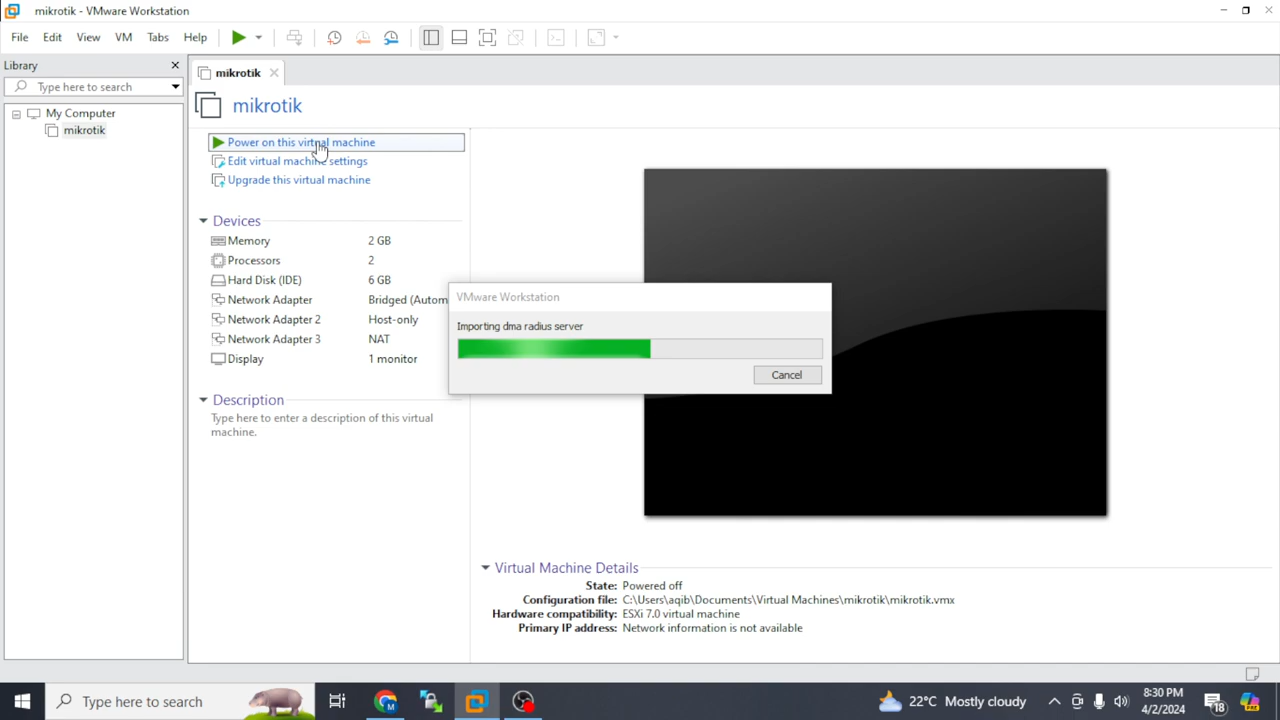 mikrotik - VMware Workstation
File Edit View VM Tabs Help
Library
Type here to search
My Computer
mikrotik
mikrotik
mikrotik
Power on this virtual machine
Edit virtual machine settings
Upgrade this virtual machine
Devices
Memory 2 GB
Processors 2
Hard Disk (IDE) 6 GB
Network Adapter Bridged (Autom
Network Adapter 2 Host-only
Network Adapter 3 NAT
Display 1 monitor
Description
Type here to enter a description of this virtual
machine.
VMware Workstation
Importing dma radius server
Cancel
Virtual Machine Details
State: Powered off
Configuration file: C:\Users\aqib\Documents\Virtual Machines\mikrotik\mikrotik.vmx
Hardware compatibility: ESXi 7.0 virtual machine
Primary IP address: Network information is not available
Type here to search
22°C Mostly cloudy
8:30 PM
4/2/2024
18
PRE